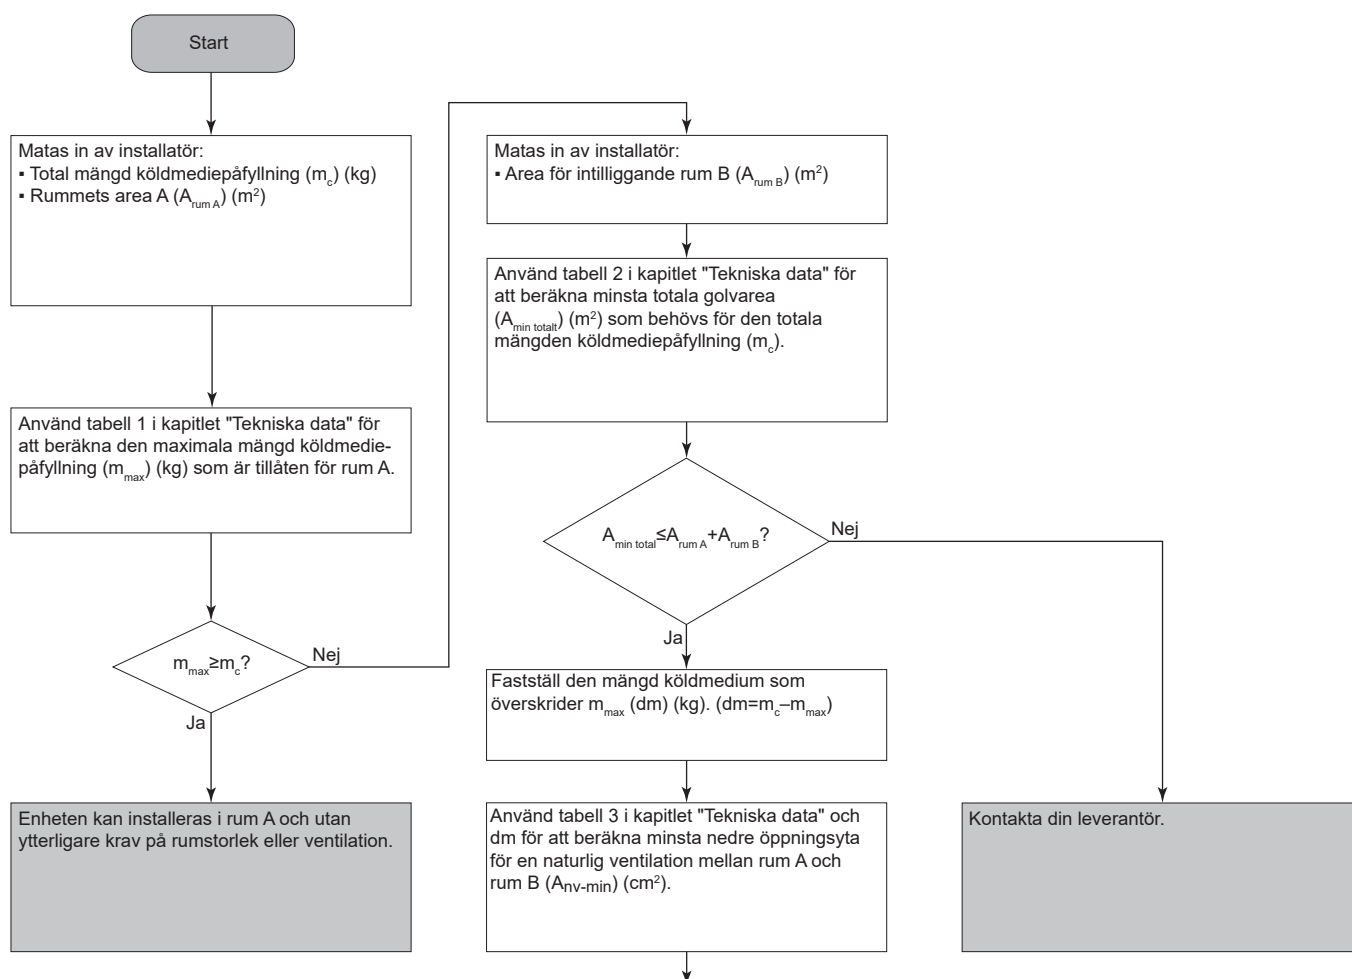 Start
Matas in av installatör:
▪ Total mängd köldmediepåfyllning (mc) (kg)
▪ Rummets area A (Arum A) (m²)
Använd tabell 1 i kapitlet "Tekniska data" för
att beräkna den maximala mängd köldmedie-
påfyllning (mmax) (kg) som är tillåten för rum A.
mmax≥mc?
Nej
Ja
Enheten kan installeras i rum A och utan
ytterligare krav på rumstorlek eller ventilation.
Matas in av installatör:
▪ Area för intilliggande rum B (Arum B) (m²)
Använd tabell 2 i kapitlet "Tekniska data" för
att beräkna minsta totala golvarea
(Amin totalt) (m²) som behövs för den totala
mängden köldmediepåfyllning (mc).
Amin total≤Arum A+Arum B?
Nej
Ja
Fastställ den mängd köldmedium som
överskrider mmax (dm) (kg). (dm=mc–mmax)
Använd tabell 3 i kapitlet "Tekniska data" och
dm för att beräkna minsta nedre öppningsyta
för en naturlig ventilation mellan rum A och
rum B (Anv-min) (cm²).
Kontakta din leverantör.